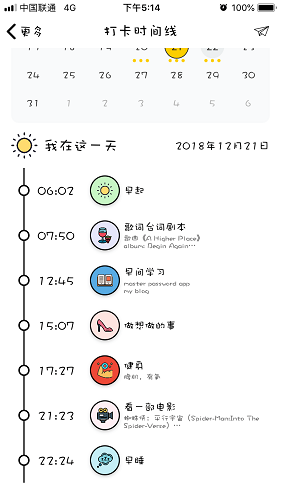 中国联通 4G 下午5:14 100%
更多 打卡时间线
20 21 22
24 25 26 27 28 29 30
31 1 2 3 4 5 6
我在这一天 2018年12月21日
06:02 早起
07:50 歌词台词剧本
歌曲《A Higher Place》
album: Begin Again…
12:45 早间学习
master password app
my blog
15:07 做想做的事
17:27 健身
有氧
21:23 看一部电影
蜘蛛侠：平行宇宙（Spider-Man:Into The
Spider-Verse）…
22:24 早睡